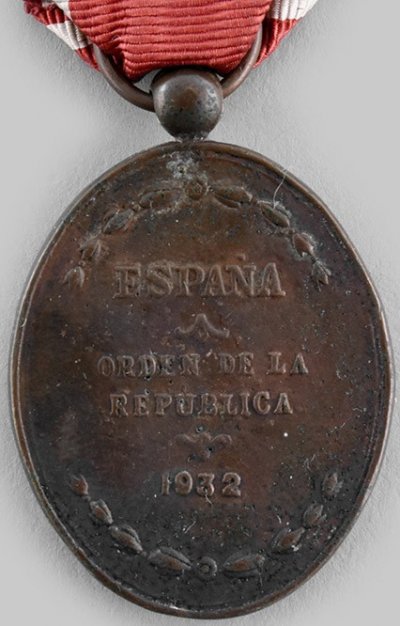 ESPAÑA
ORDEN DE LA
REPUBLICA
1932